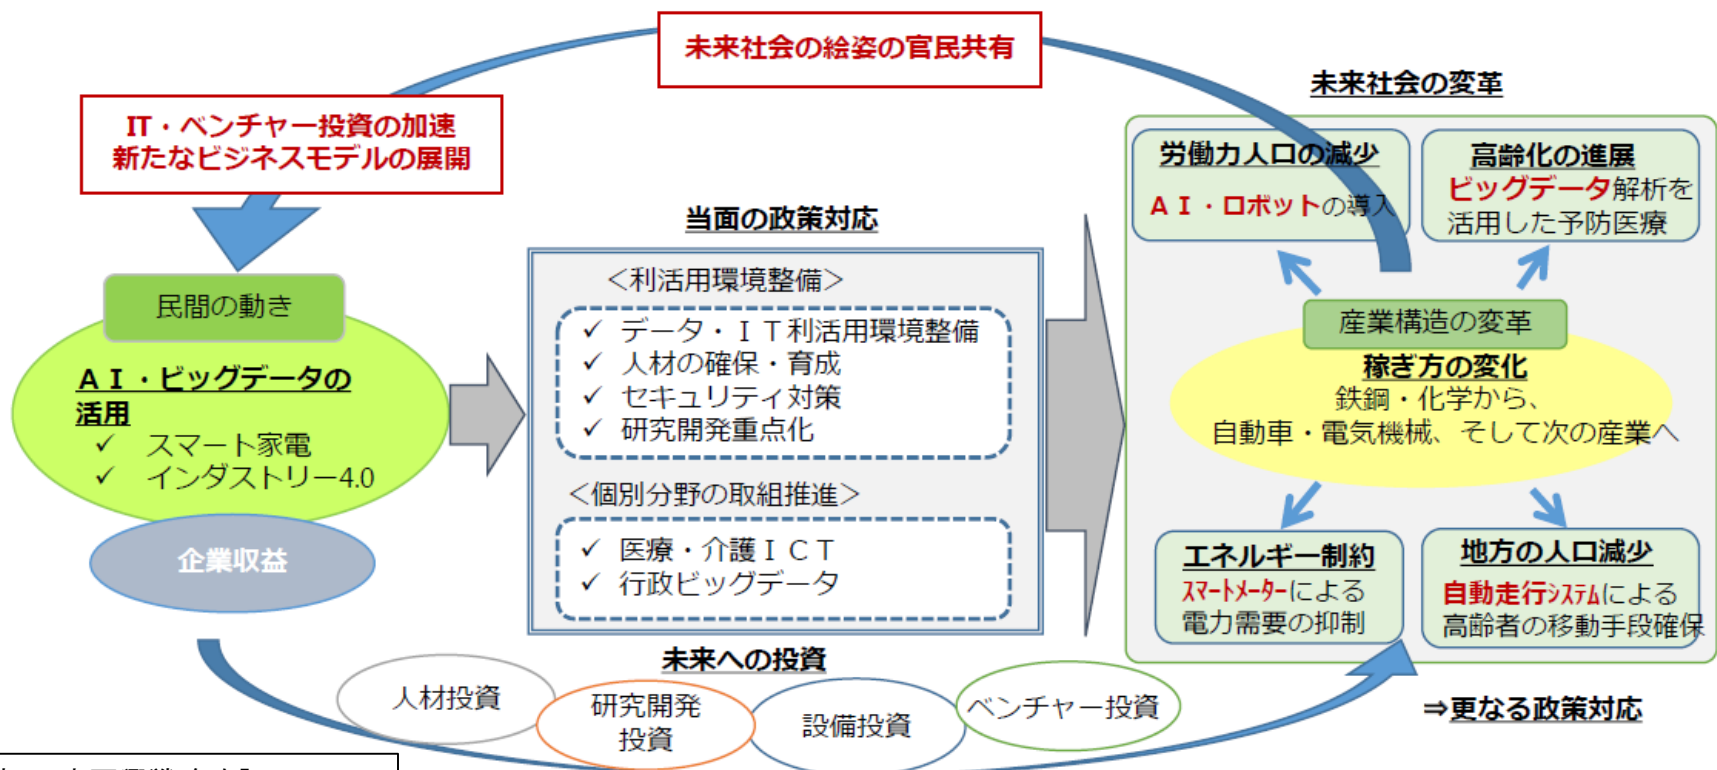 未来社会の絵姿の官民共有
IT・ベンチャー投資の加速
新たなビジネスモデルの展開
民間の動き
ＡＩ・ビッグデータの
活用
✓ スマート家電
✓ インダストリー4.0
企業収益
当面の政策対応
＜利活用環境整備＞
✓ データ・ＩＴ利活用環境整備
✓ 人材の確保・育成
✓ セキュリティ対策
✓ 研究開発重点化
＜個別分野の取組推進＞
✓ 医療・介護ＩＣＴ
✓ 行政ビッグデータ
未来への投資
人材投資
研究開発
投資
設備投資
ベンチャー投資
未来社会の変革
労働力人口の減少
ＡＩ・ロボットの導入
高齢化の進展
ビッグデータ解析を
活用した予防医療
産業構造の変革
稼ぎ方の変化
鉄鋼・化学から、
自動車・電気機械、そして次の産業へ
エネルギー制約
ｽﾏｰﾄﾒｰﾀｰによる
電力需要の抑制
地方の人口減少
自動走行ｼｽﾃﾑによる
高齢者の移動手段確保
⇒更なる政策対応